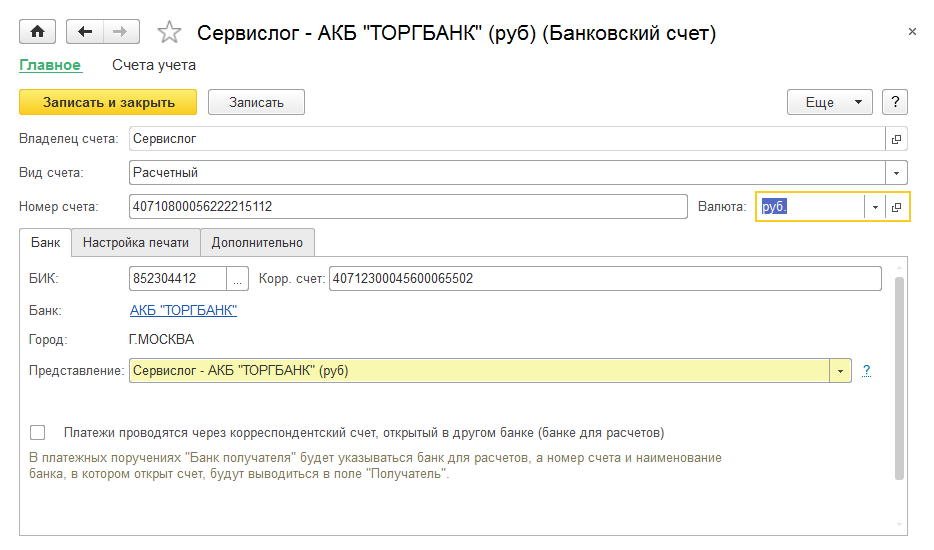 Сервислог - АКБ "ТОРГБАНК" (руб) (Банковский счет)
Главное Счета учета
Записать и закрыть Записать Еще ?
Владелец счета: Сервислог
Вид счета: Расчетный
Номер счета: 40710800056222215112 Валюта: руб.
Банк Настройка печати Дополнительно
БИК: 852304412 ... Корр. счет: 40712300045600065502
Банк: АКБ "ТОРГБАНК"
Город: Г.МОСКВА
Представление: Сервислог - АКБ "ТОРГБАНК" (руб) ?
Платежи проводятся через корреспондентский счет, открытый в другом банке (банке для расчетов)
В платежных поручениях "Банк получателя" будет указываться банк для расчетов, а номер счета и наименование
банка, в котором открыт счет, будут выводиться в поле "Получатель".